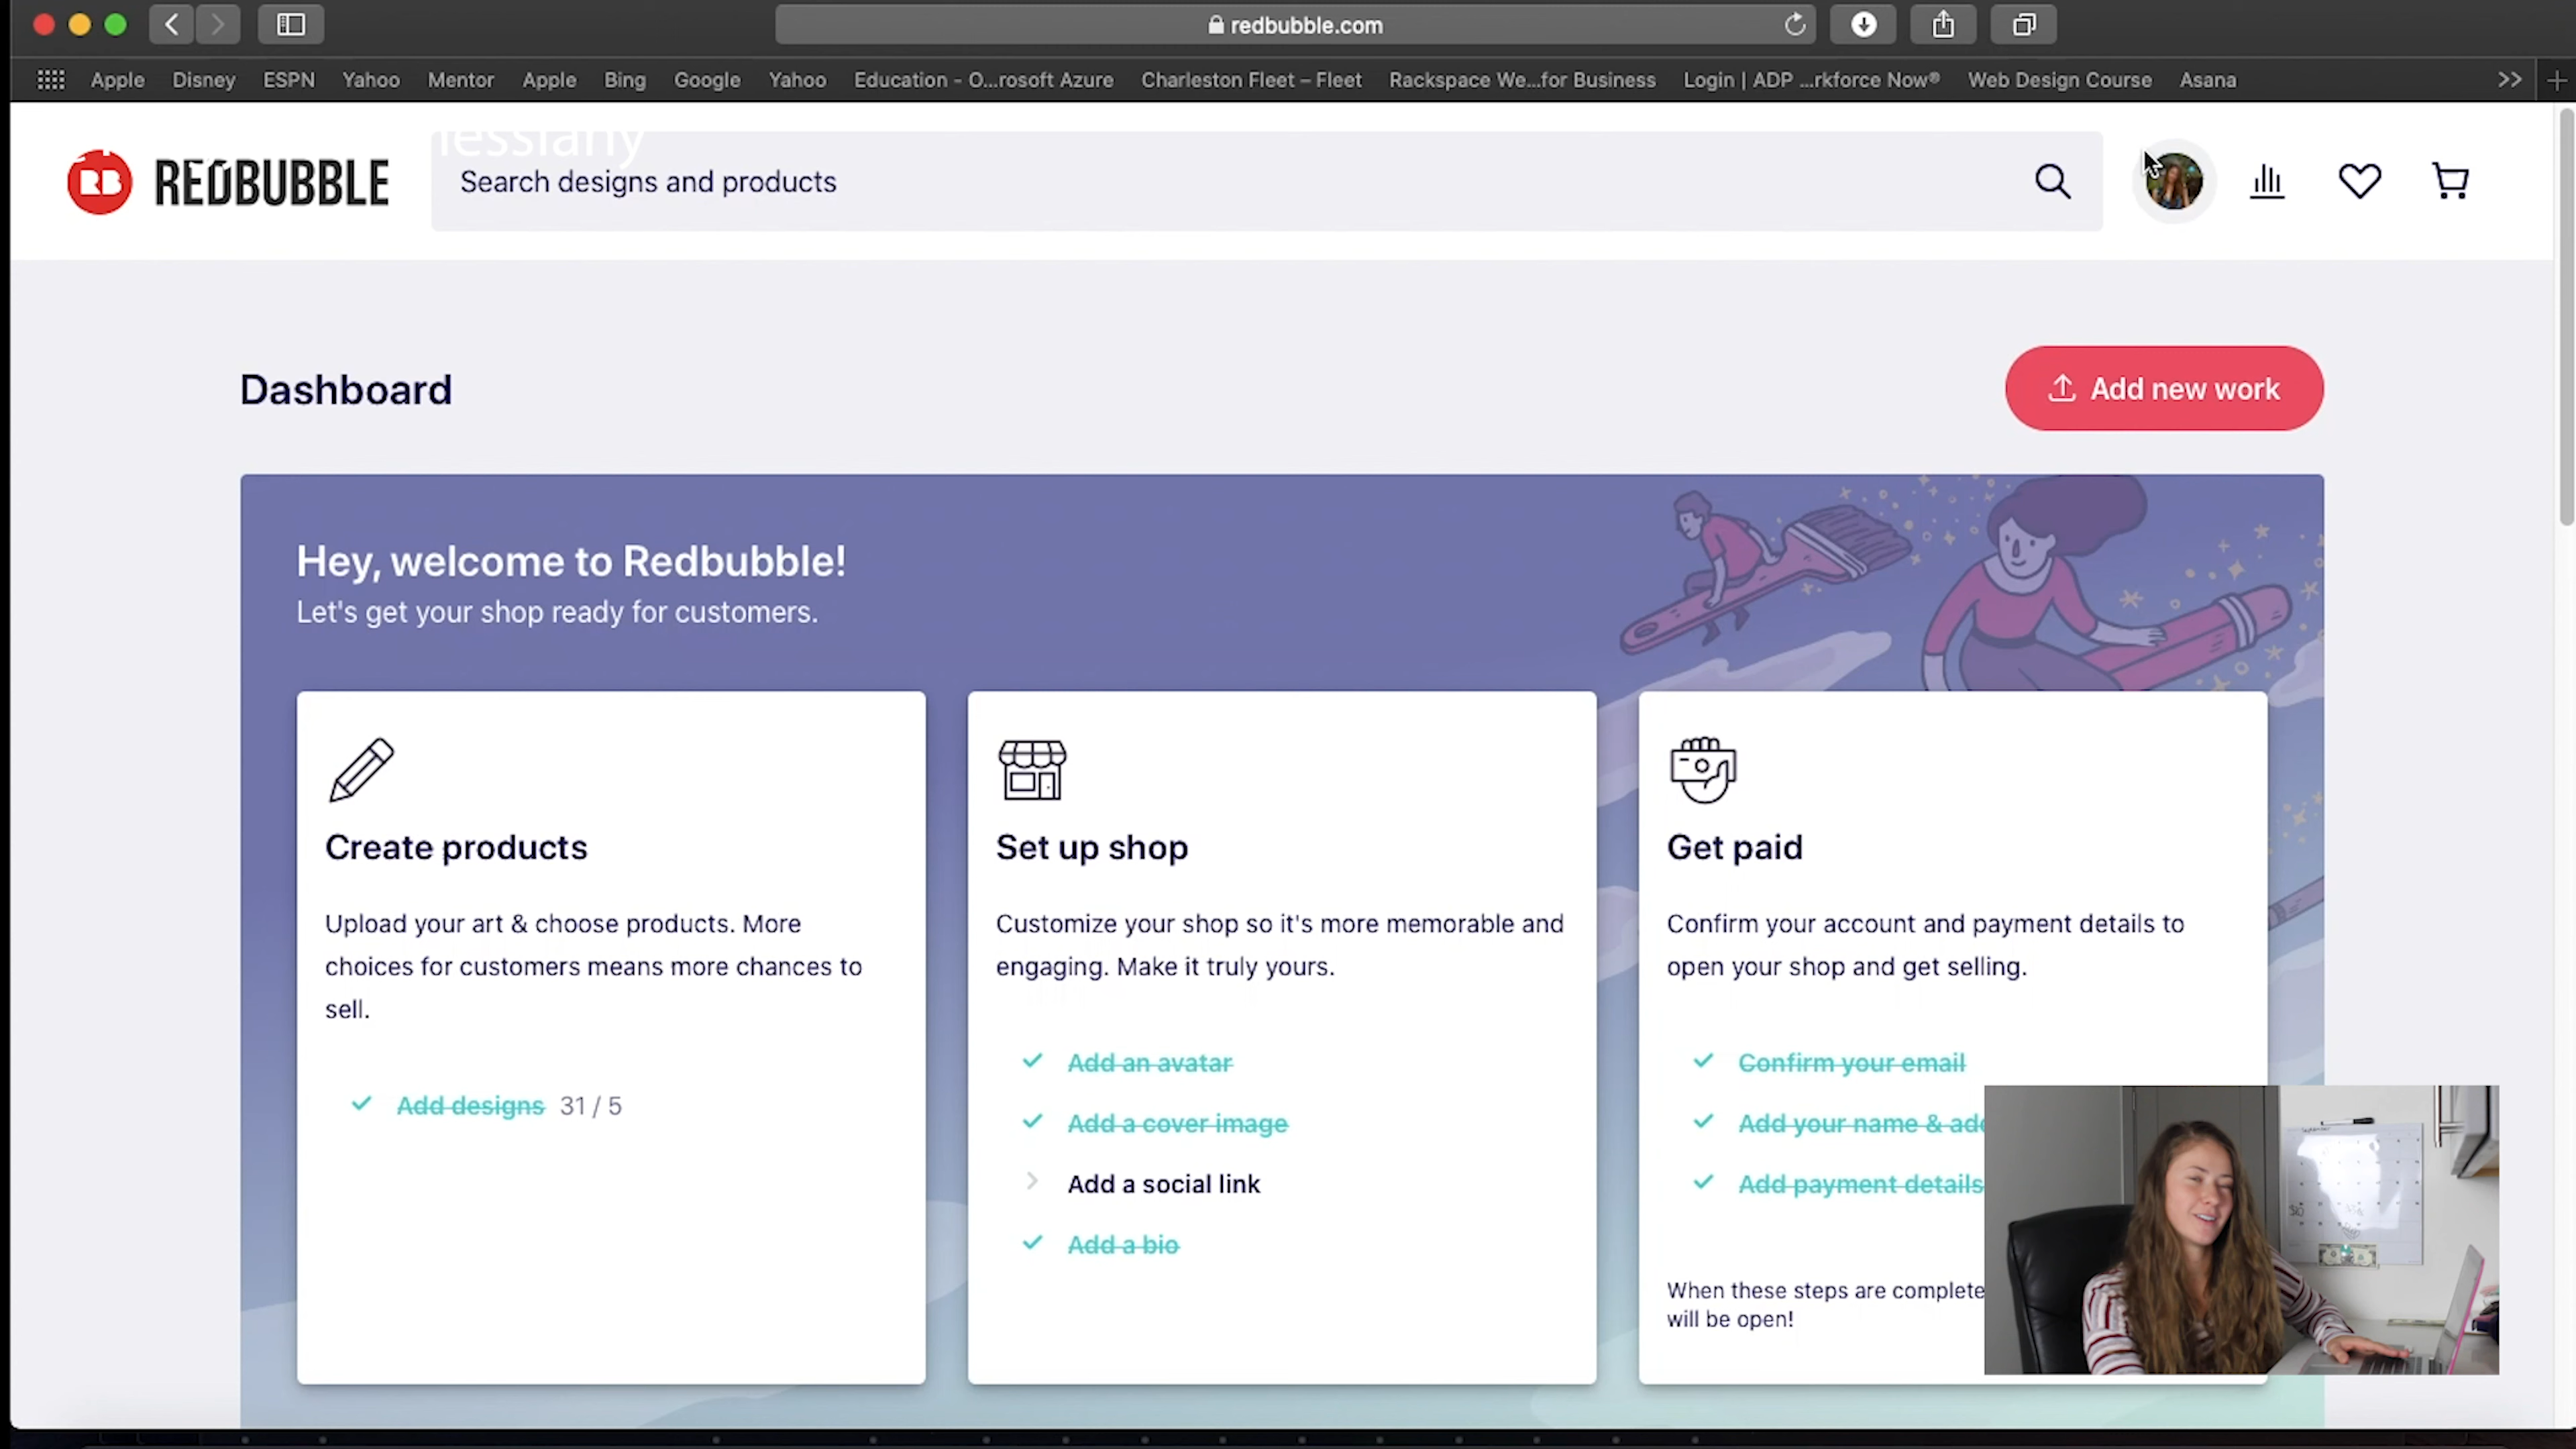 redbubble.com
Apple Disney ESPN Yahoo Mentor Apple Bing Google Yahoo Education - O...rosoft Azure Charleston Fleet – Fleet Rackspace We...for Business Login | ADP ...rkforce Now® Web Design Course Asana
RB REDBUBBLE
Search designs and products
Dashboard
Add new work
Hey, welcome to Redbubble!
Let's get your shop ready for customers.
Create products
Upload your art & choose products. More
choices for customers means more chances to
sell.
Add designs 31 / 5
Set up shop
Customize your shop so it's more memorable and
engaging. Make it truly yours.
Add an avatar
Add a cover image
Add a social link
Add a bio
Get paid
Confirm your account and payment details to
open your shop and get selling.
Confirm your email
Add your name &
Add payment details
When these steps are complete
will be open!